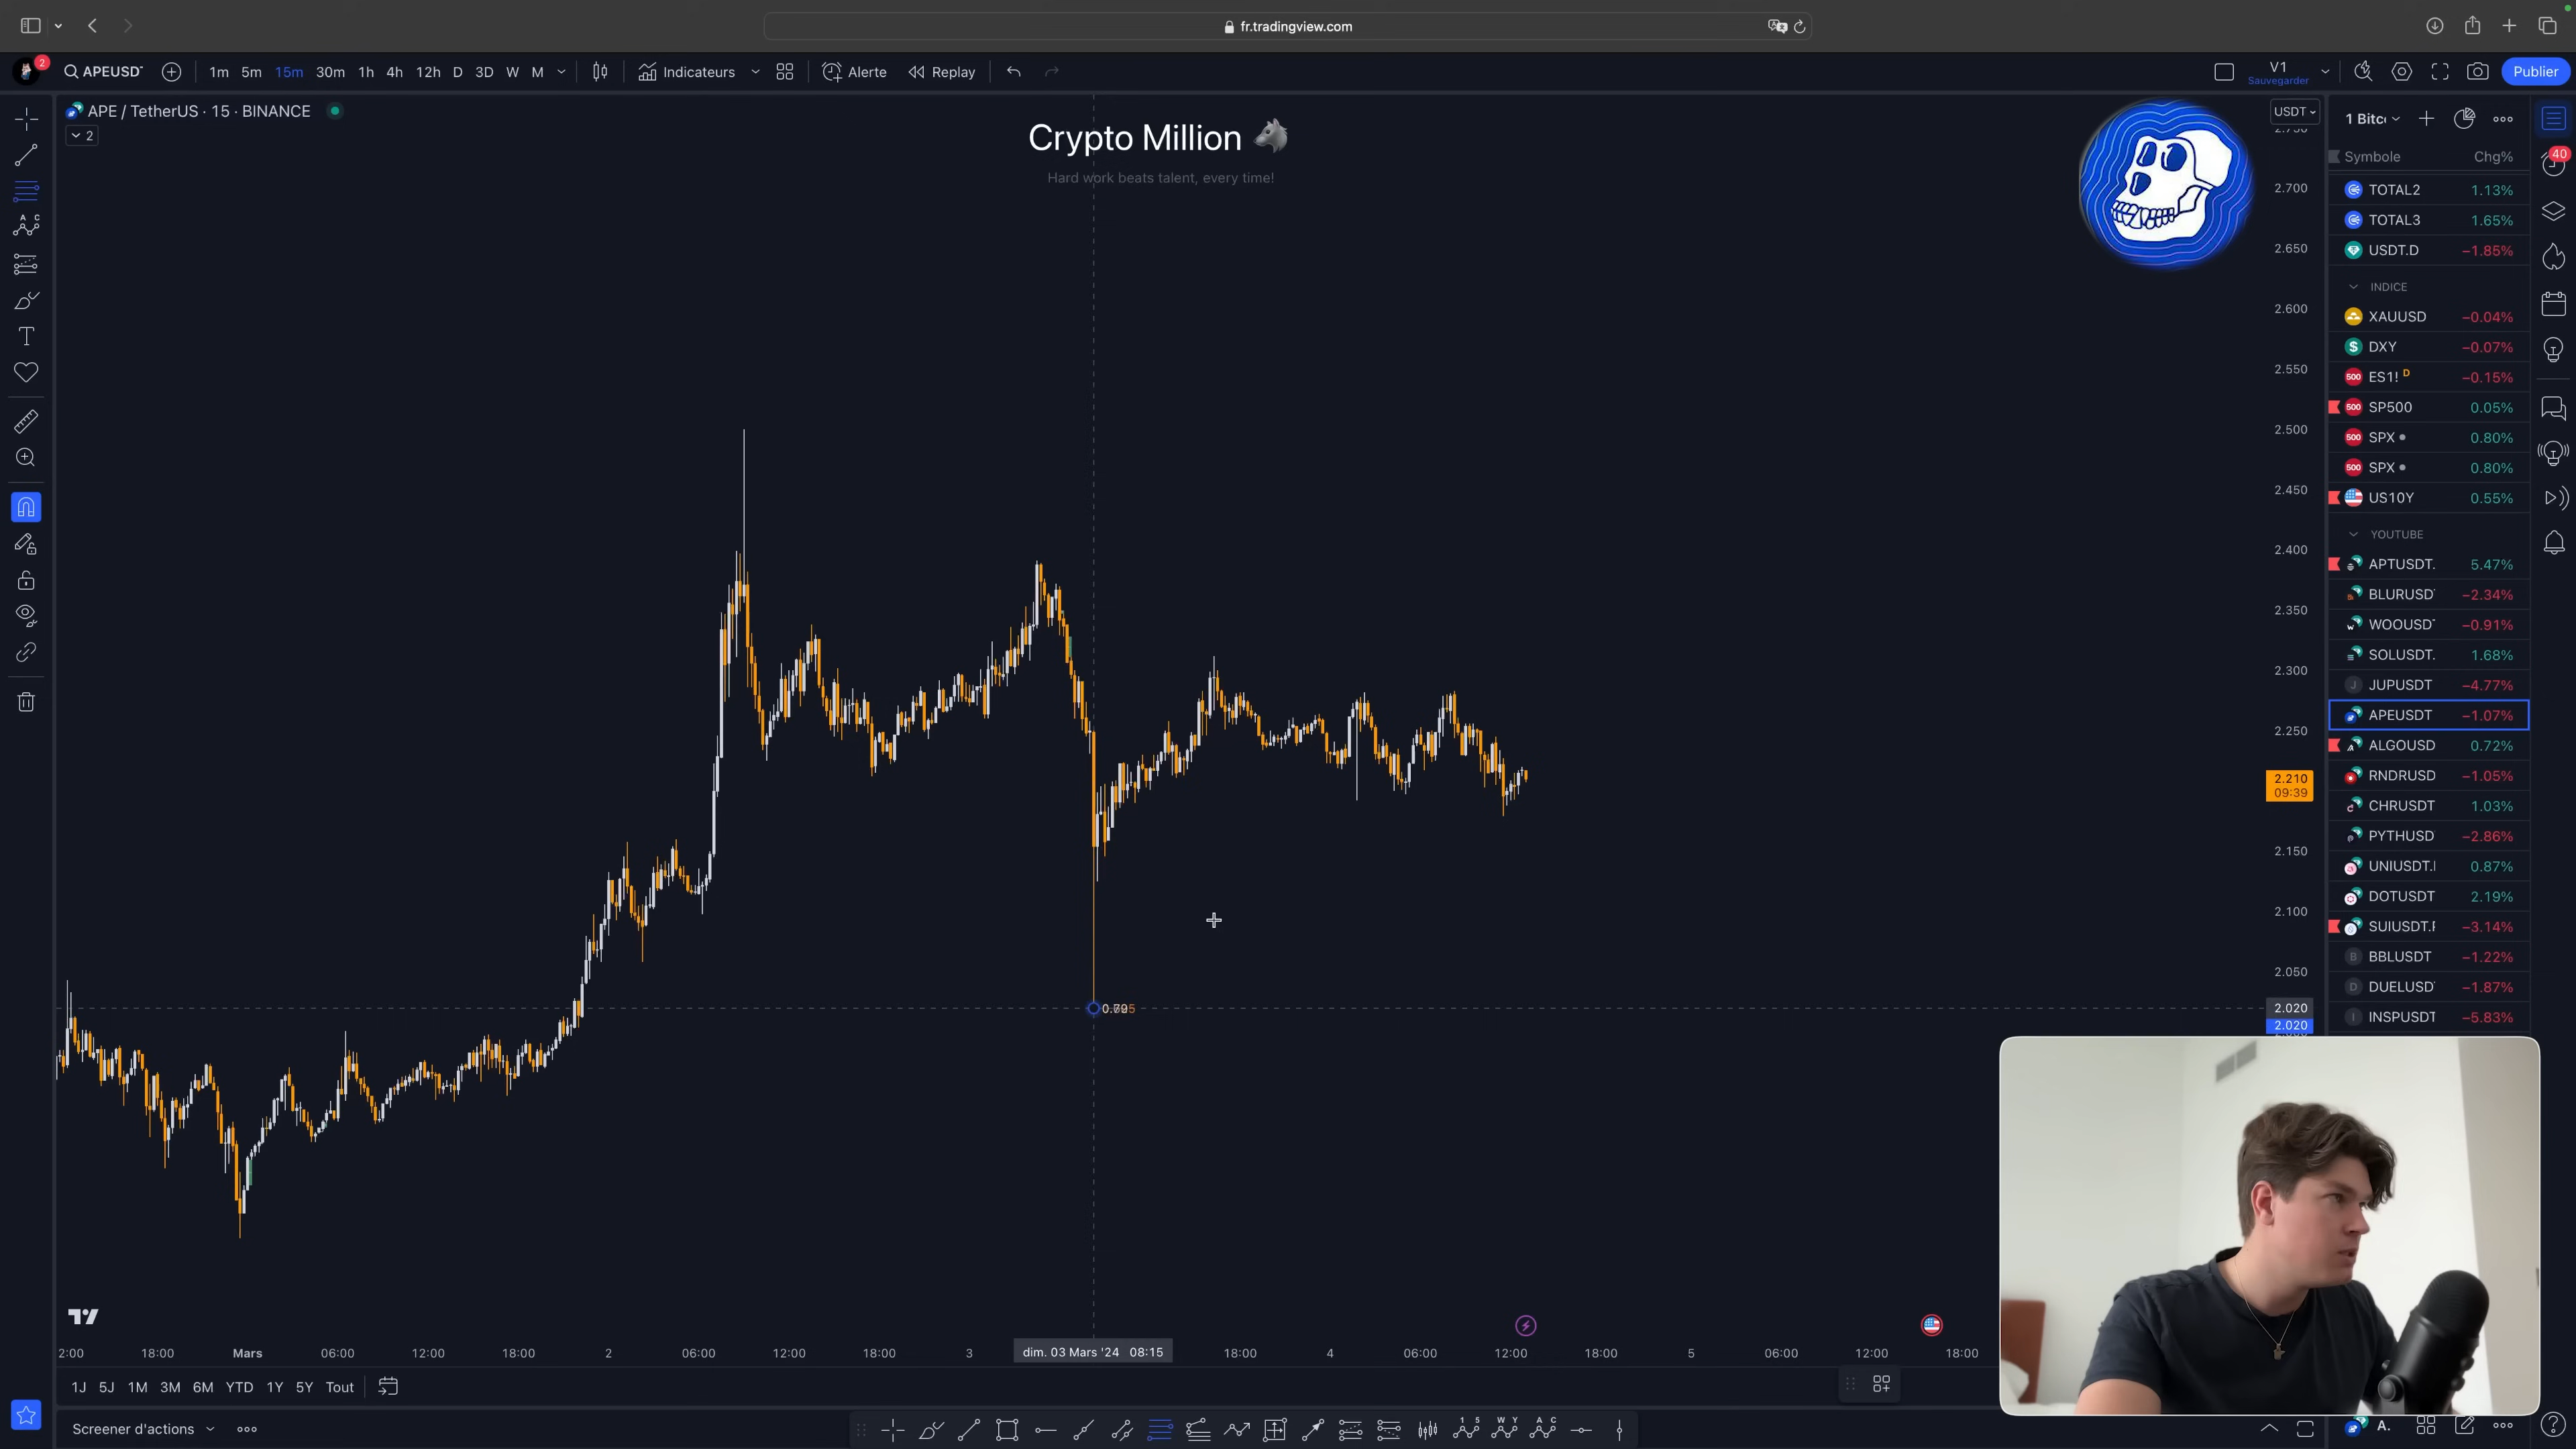 fr.tradingview.com
2
APEUSDT
1m 5m 15m 30m 1h 4h 12h D 3D W M
Indicateurs
Alerte
Replay
V1
Sauvegarder
Publier
APE / TetherUS · 15 · BINANCE
2
Crypto Million
Hard work beats talent, every time!
USDT
2.700
2.650
2.600
2.550
2.500
2.450
2.400
2.350
2.300
2.250
2.210
09:39
2.150
2.100
2.050
2.020
2.020
1 Bitc
Symbole Chg%
TOTAL2 1.13%
TOTAL3 1.65%
USDT.D −1.85%
INDICE
XAUUSD −0.04%
DXY −0.07%
ES1! D −0.15%
SP500 0.05%
SPX 0.80%
SPX 0.80%
US10Y 0.55%
YOUTUBE
APTUSDT. 5.47%
BLURUSD −2.34%
WOOUSD −0.91%
SOLUSDT. 1.68%
JUPUSDT −4.77%
APEUSDT −1.07%
ALGOUSD 0.72%
RNDRUSD −1.05%
CHRUSDT 1.03%
PYTHUSD −2.86%
UNIUSDT. 0.87%
DOTUSDT 2.19%
SUIUSDT. −3.14%
BBLUSDT −1.22%
DUELUSD −1.87%
INSPUSDT −5.83%
40
2:00 18:00 Mars 06:00 12:00 18:00 2 06:00 12:00 18:00 3 dim. 03 Mars '24 08:15 18:00 4 06:00 12:00 18:00 5 06:00 12:00 18:00
1J 5J 1M 3M 6M YTD 1Y 5Y Tout
Screener d'actions
A.